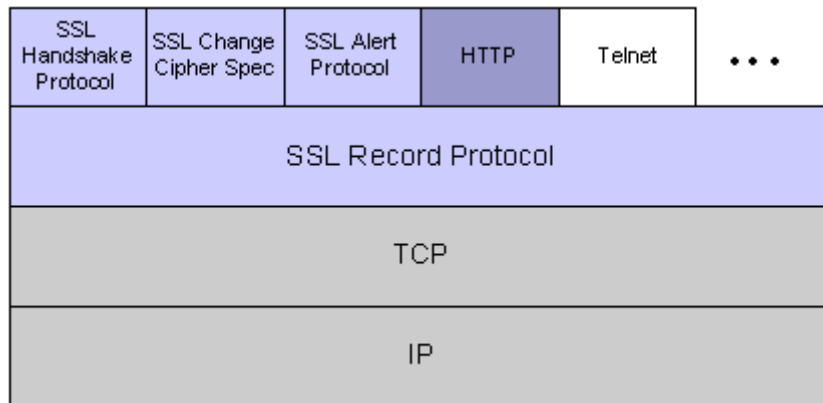 SSL
Handshake
Protocol
SSL Change
Cipher Spec
SSL Alert
Protocol
HTTP
Telnet
•••
SSL Record Protocol
TCP
IP